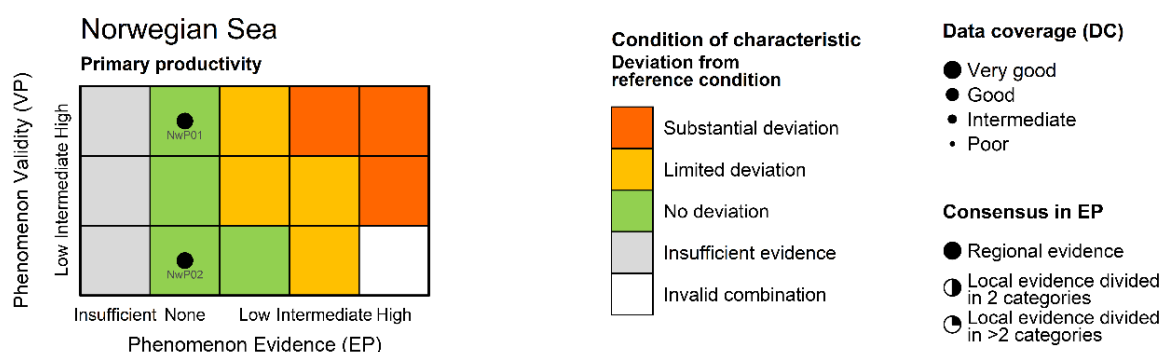 Norwegian Sea
Primary productivity
Phenomenon Validity (VP)
Low Intermediate High
NwP01
NwP02
Insufficient None Low Intermediate High
Phenomenon Evidence (EP)
Condition of characteristic
Deviation from
reference condition
Substantial deviation
Limited deviation
No deviation
Insufficient evidence
Invalid combination
Data coverage (DC)
Very good
Good
Intermediate
Poor
Consensus in EP
Regional evidence
Local evidence divided
in 2 categories
Local evidence divided
in >2 categories